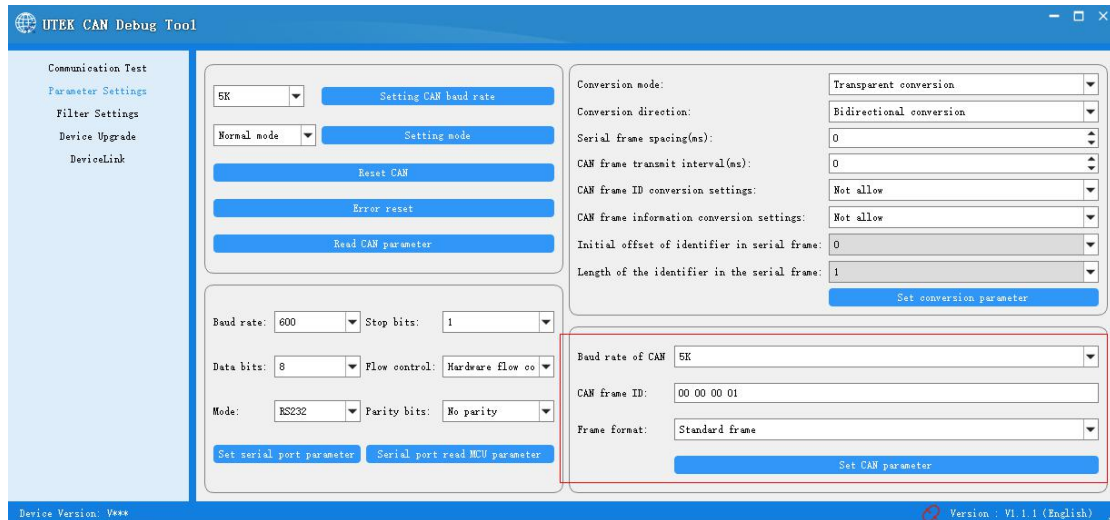 UTEK CAN Debug Tool
Communication Test
Parameter Settings
Filter Settings
Device Upgrade
DeviceLink
5K Setting CAN baud rate
Normal mode Setting mode
Reset CAN
Error reset
Read CAN parameter
Baud rate: 600 Stop bits: 1
Data bits: 8 Flow control: Hardware flow co
Mode: RS232 Parity bits: No parity
Set serial port parameter Serial port read MCU parameter
Conversion mode: Transparent conversion
Conversion direction: Bidirectional conversion
Serial frame spacing(ms): 0
CAN frame transmit interval(ms): 0
CAN frame ID conversion settings: Not allow
CAN frame information conversion settings: Not allow
Initial offset of identifier in serial frame: 0
Length of the identifier in the serial frame: 1
Set conversion parameter
Baud rate of CAN 5K
CAN frame ID: 00 00 00 01
Frame format: Standard frame
Set CAN parameter
Device Version: V*** Version : V1.1.1 (English)